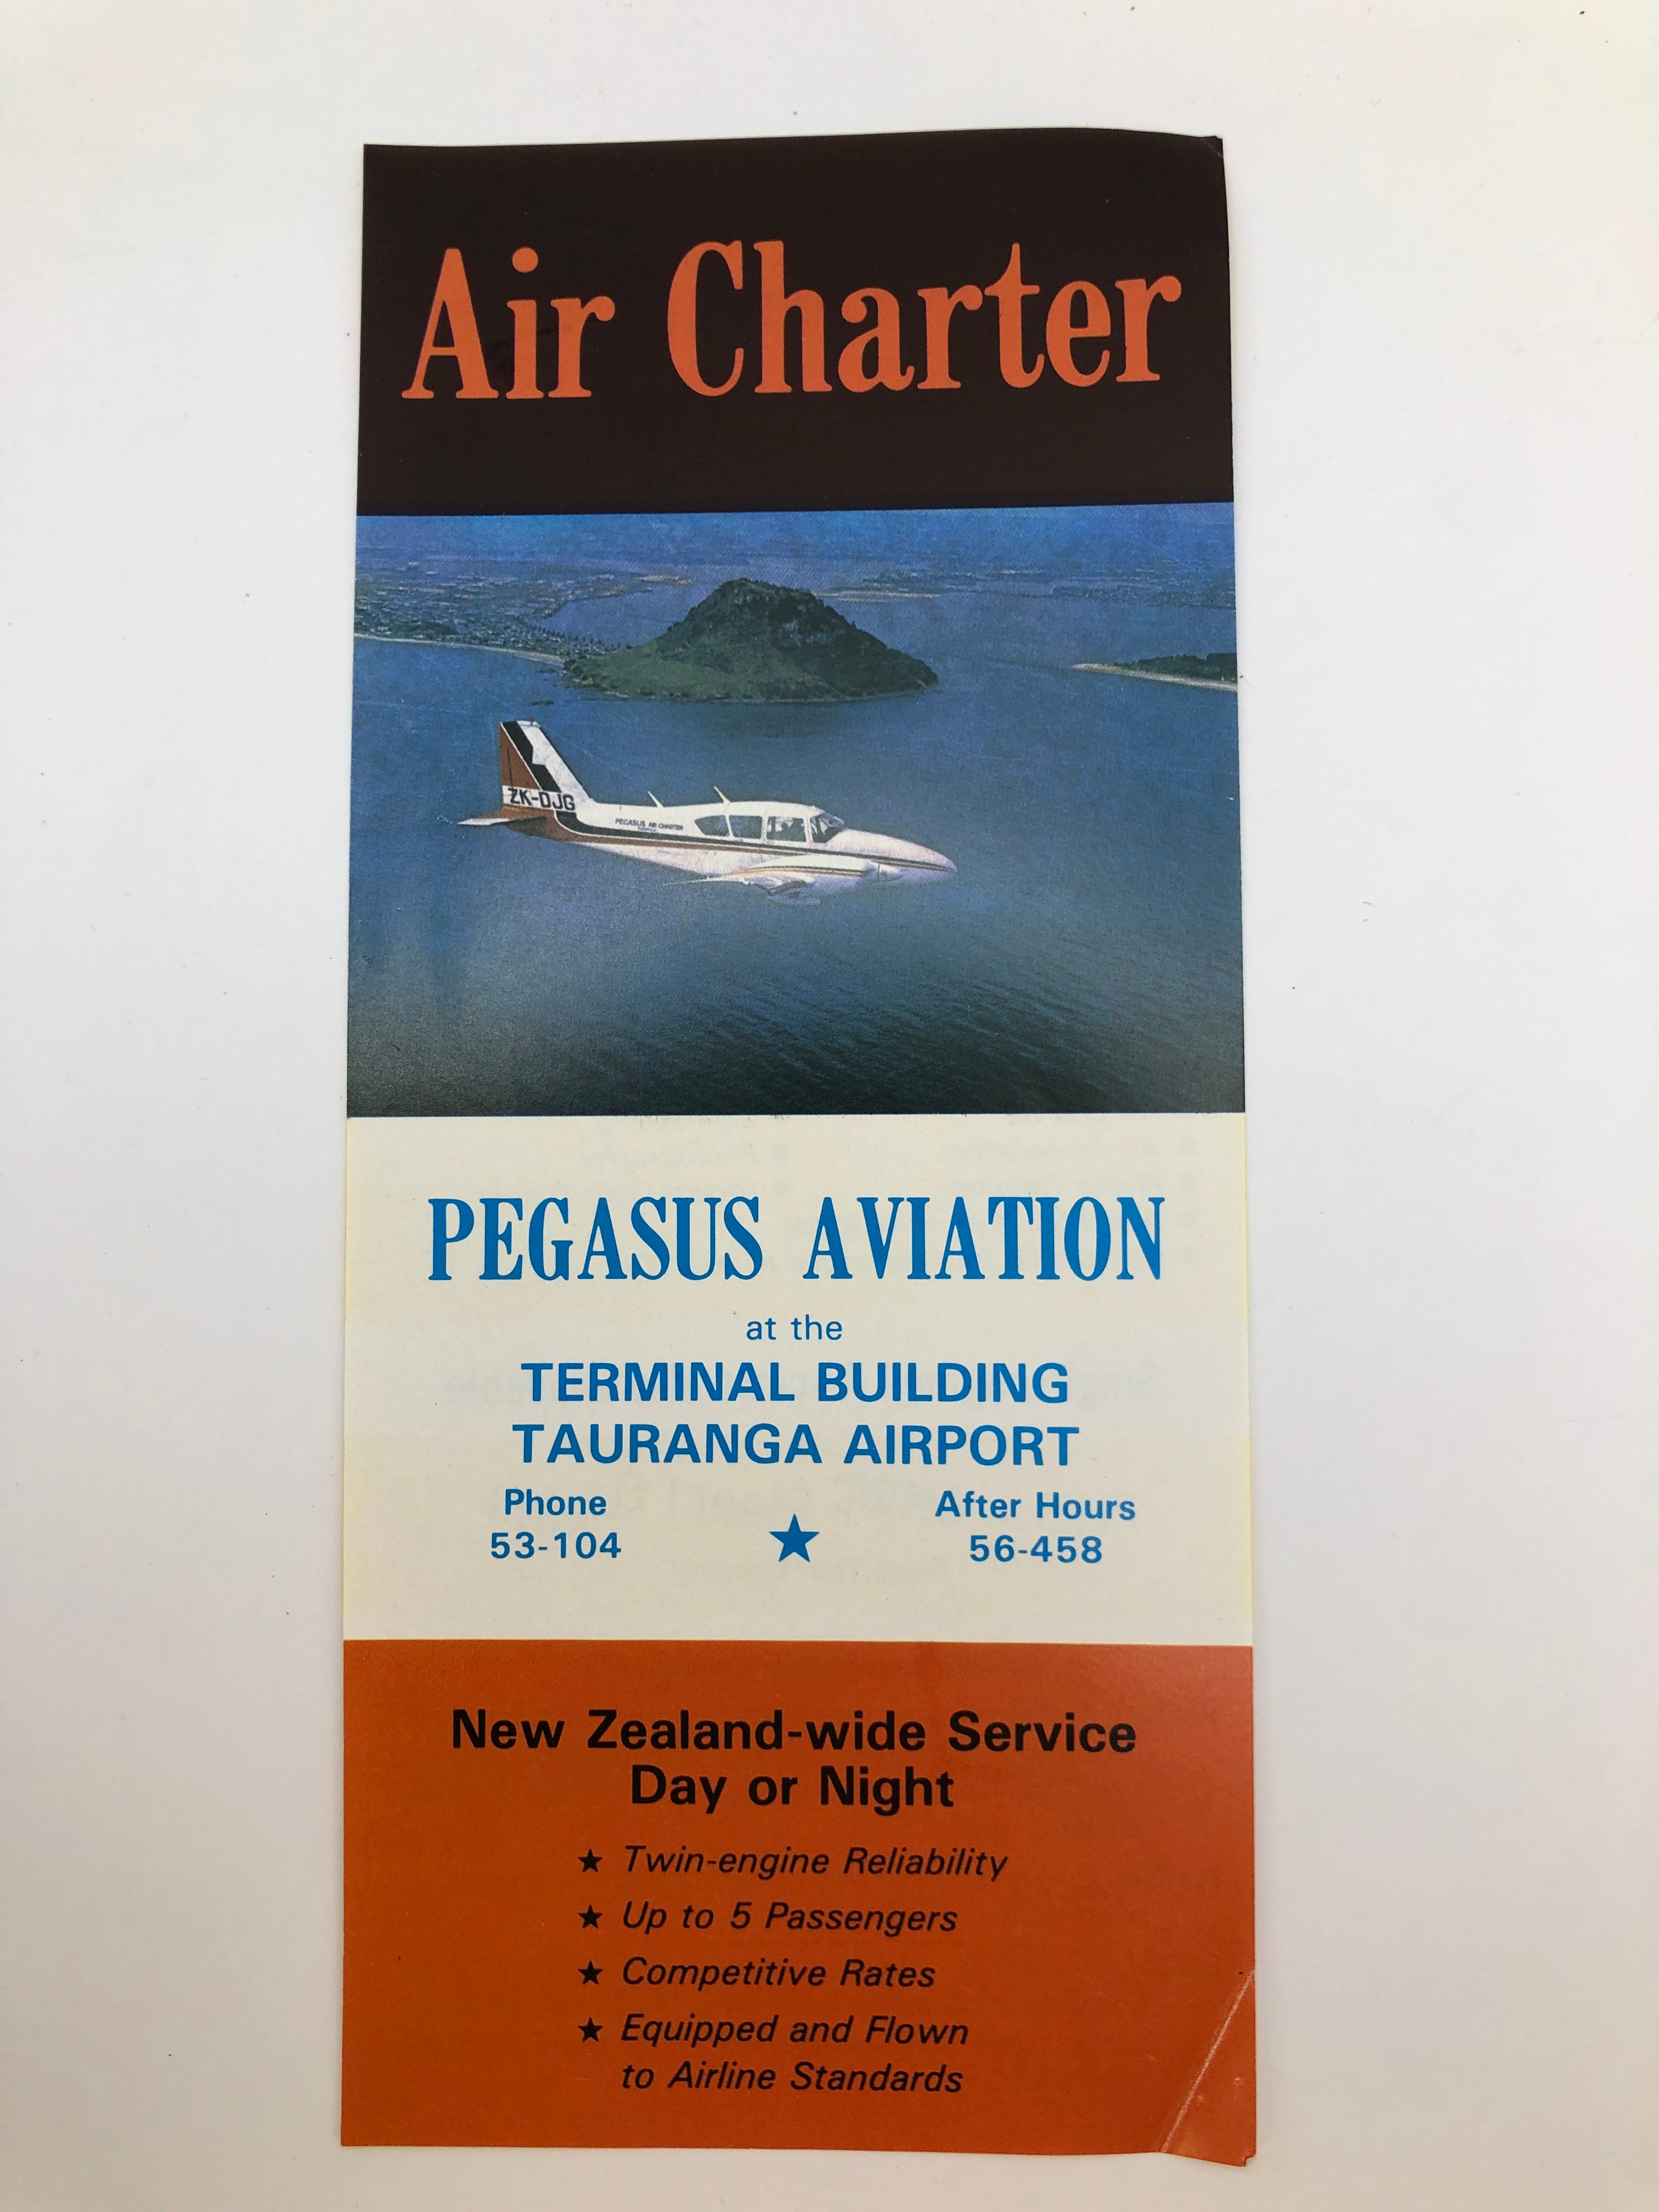 Air Charter
ZK-DJG
PEGASUS AIR CHARTER
PEGASUS AVIATION
at the
TERMINAL BUILDING
TAURANGA AIRPORT
Phone
53-104
★
After Hours
56-458
New Zealand-wide Service
Day or Night
★ Twin-engine Reliability
★ Up to 5 Passengers
★ Competitive Rates
★ Equipped and Flown
to Airline Standards